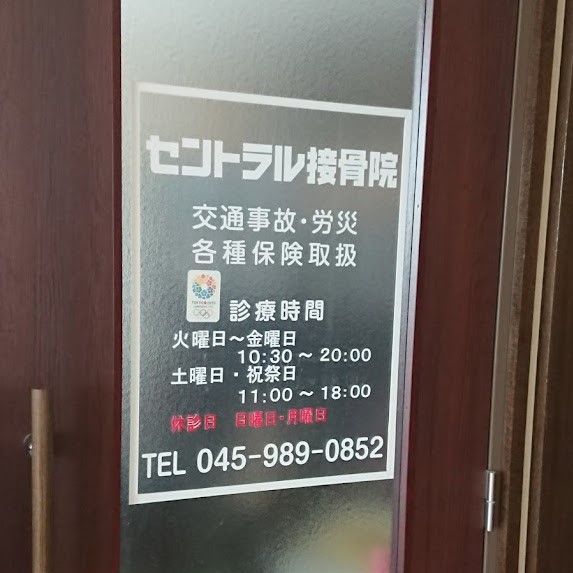 セントラル接骨院
交通事故・労災
各種保険取扱
診療時間
火曜日～金曜日
10:30～20:00
土曜日・祝祭日
11:00～18:00
休診日 日曜日・月曜日
TEL 045-989-0852